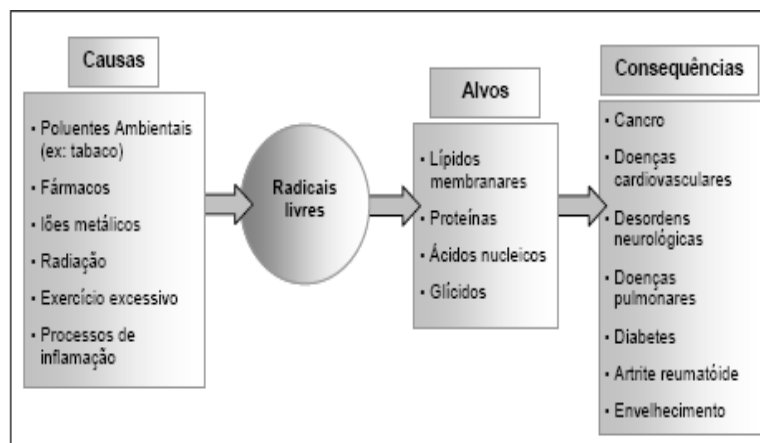 Causas
• Poluentes Ambientais
(ex: tabaco)
• Fármacos
• Iões metálicos
• Radiação
• Exercício excessivo
• Processos de
inflamação
Radicais
livres
Alvos
• Lípidos
membranares
• Proteínas
• Ácidos nucleicos
• Glícidos
Consequências
• Cancro
• Doenças
cardiovasculares
• Desordens
neurológicas
• Doenças
pulmonares
• Diabetes
• Artrite reumatóide
• Envelhecimento